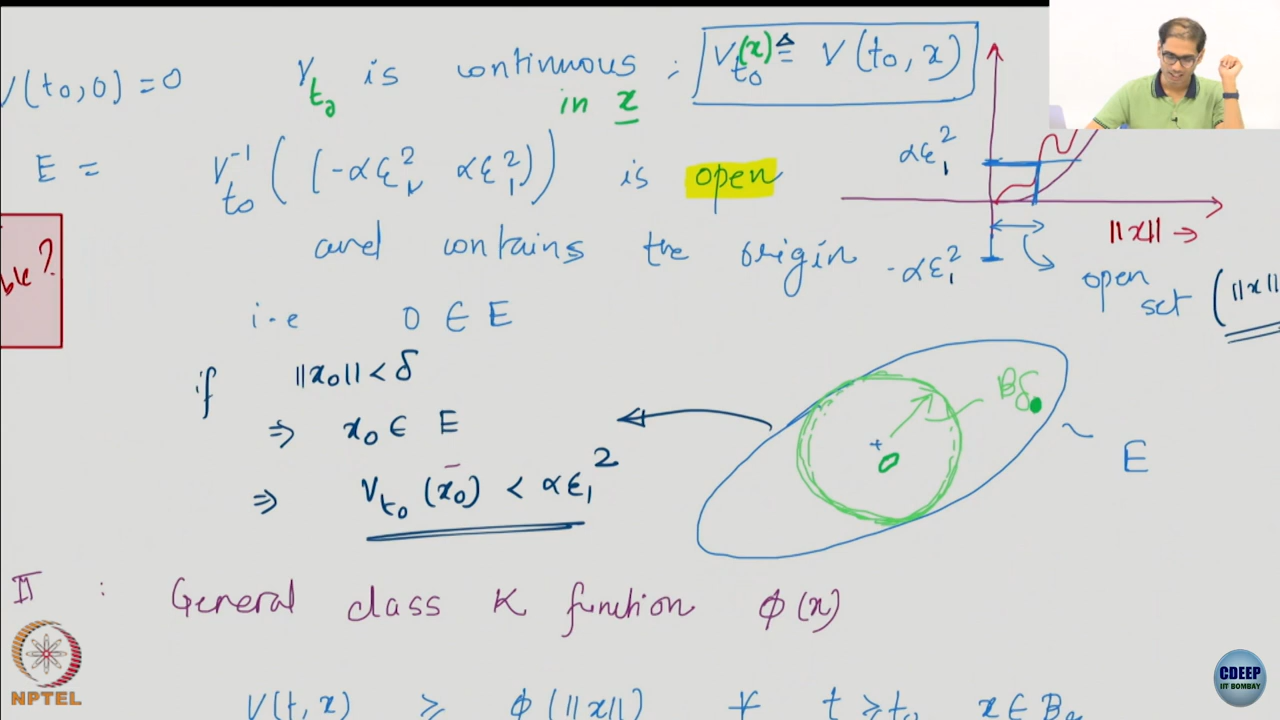 V(t₀,0)=0 V_{t₀} is continuous ; V_{t₀}(x) ≜ V(t₀, x)
in x
E = V_{t₀}^{-1}((-αε₁², αε₁²)) is open
αε₁²
and contains the origin
-αε₁²
||x|| →
open set (||x||
ble?
i.e 0 ∈ E
if ||x₀|| < δ
⇒ x₀ ∈ E
⇒ V_{t₀}(x₀) < αε₁²
Bδ
0
E
II : General class K function φ(x)
V(t,x) ≥ φ(||x||) ∀ t ≥ t₀ x ∈
NPTEL
CDEEP
IIT BOMBAY